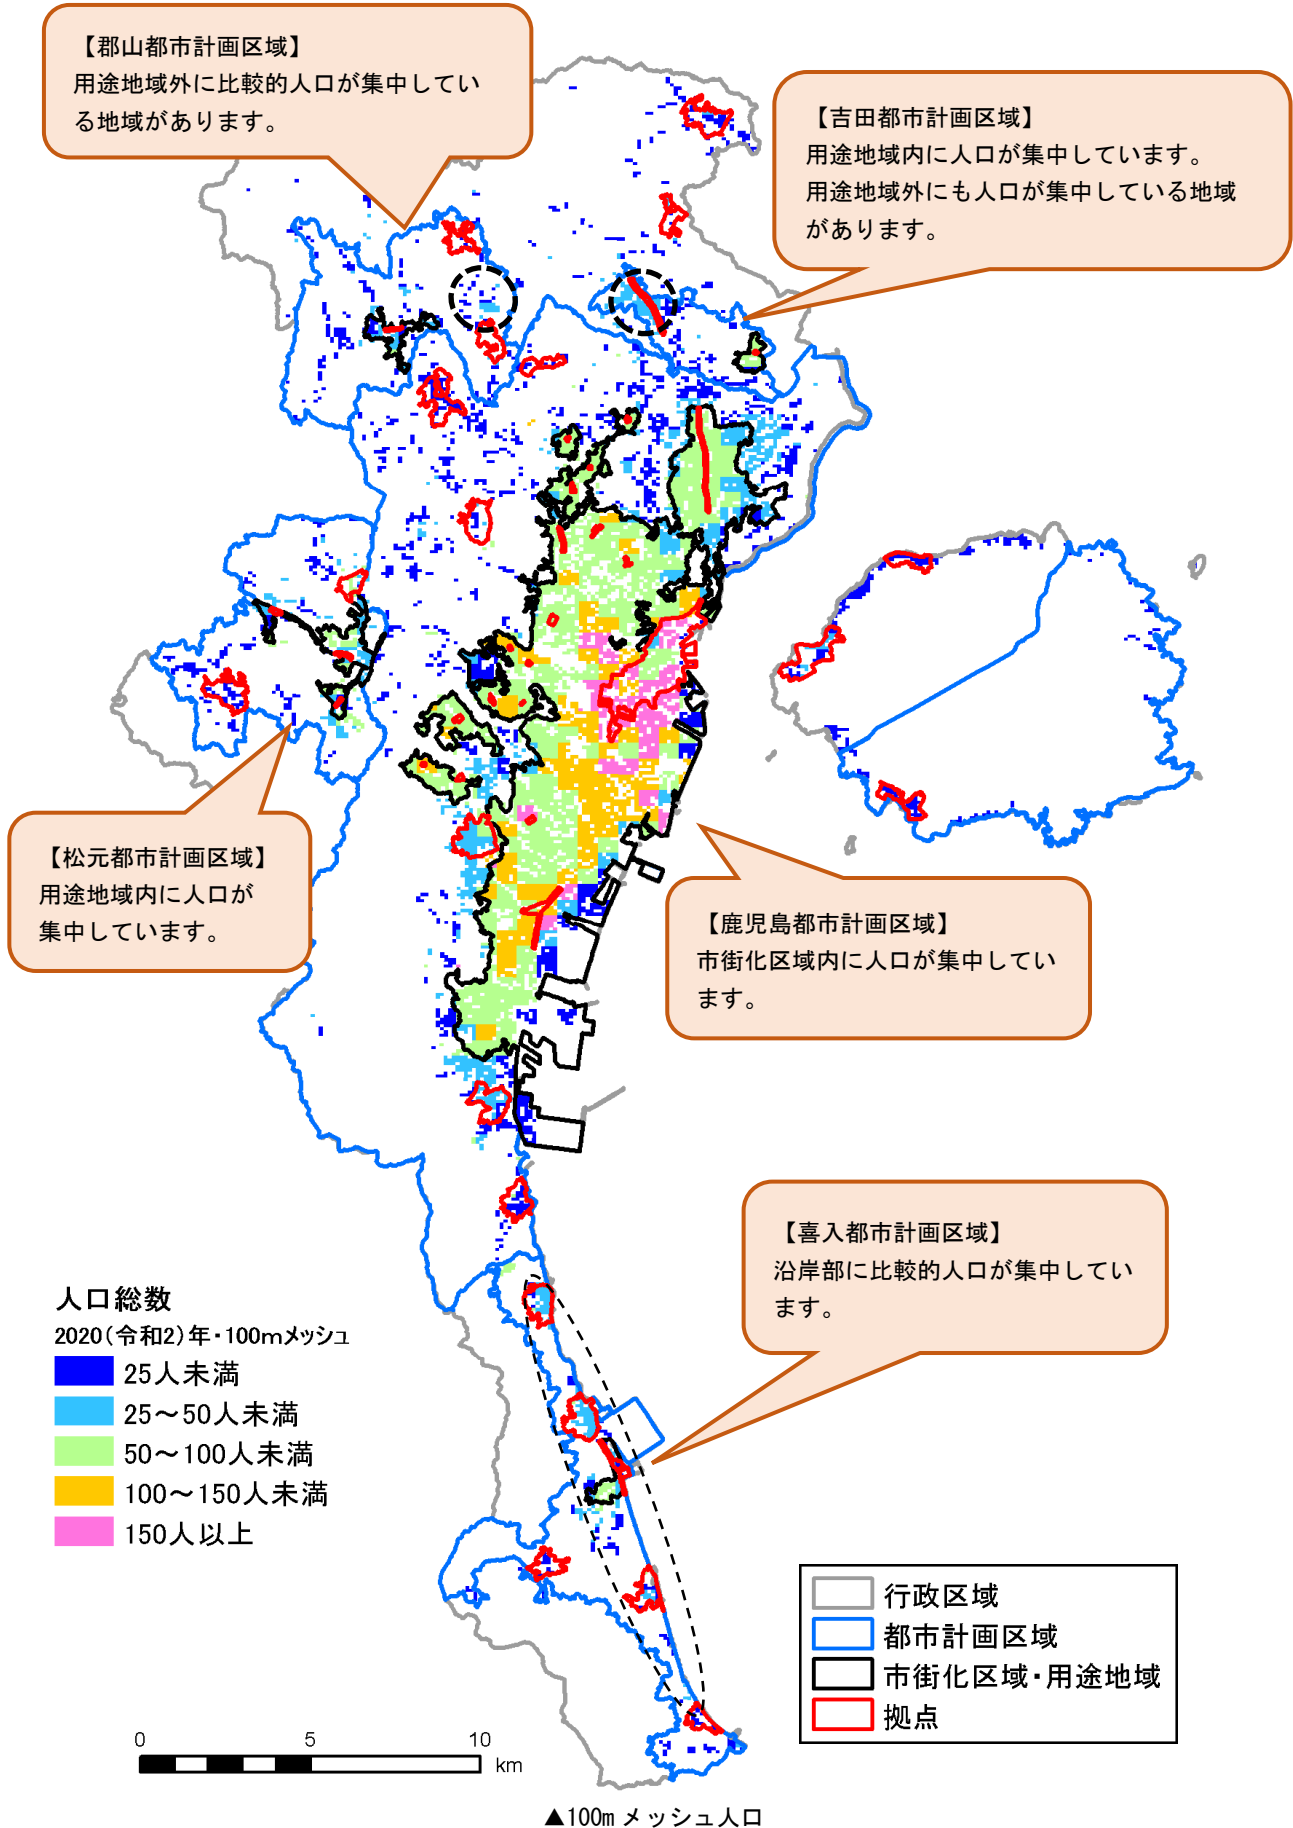 【郡山都市計画区域】
用途地域外に比較的人口が集中してい
る地域があります。
【吉田都市計画区域】
用途地域内に人口が集中しています。
用途地域外にも人口が集中している地域
があります。
【松元都市計画区域】
用途地域内に人口が
集中しています。
【鹿児島都市計画区域】
市街化区域内に人口が集中してい
ます。
【喜入都市計画区域】
沿岸部に比較的人口が集中してい
ます。
人口総数
2020(令和2)年・100mメッシュ
25人未満
25～50人未満
50～100人未満
100～150人未満
150人以上
行政区域
都市計画区域
市街化区域・用途地域
拠点
0 5 10
km
▲100m メッシュ人口